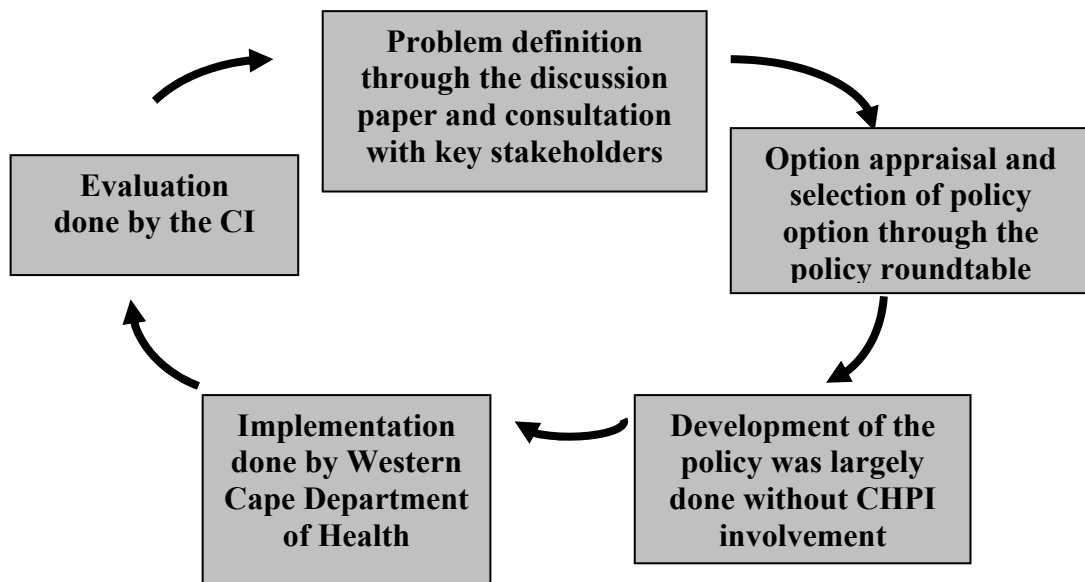 Problem definition
through the discussion
paper and consultation
with key stakeholders
Option appraisal and
selection of policy
option through the
policy roundtable
Development of the
policy was largely
done without CHPI
involvement
Implementation
done by Western
Cape Department
of Health
Evaluation
done by the CI